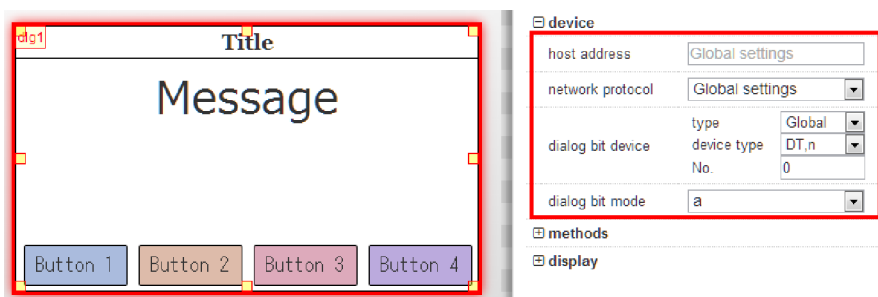 dlg1
Title
Message
Button 1 Button 2 Button 3 Button 4
device
host address Global settings
network protocol Global settings
dialog bit device
type Global
device type DT,n
No. 0
dialog bit mode a
methods
display